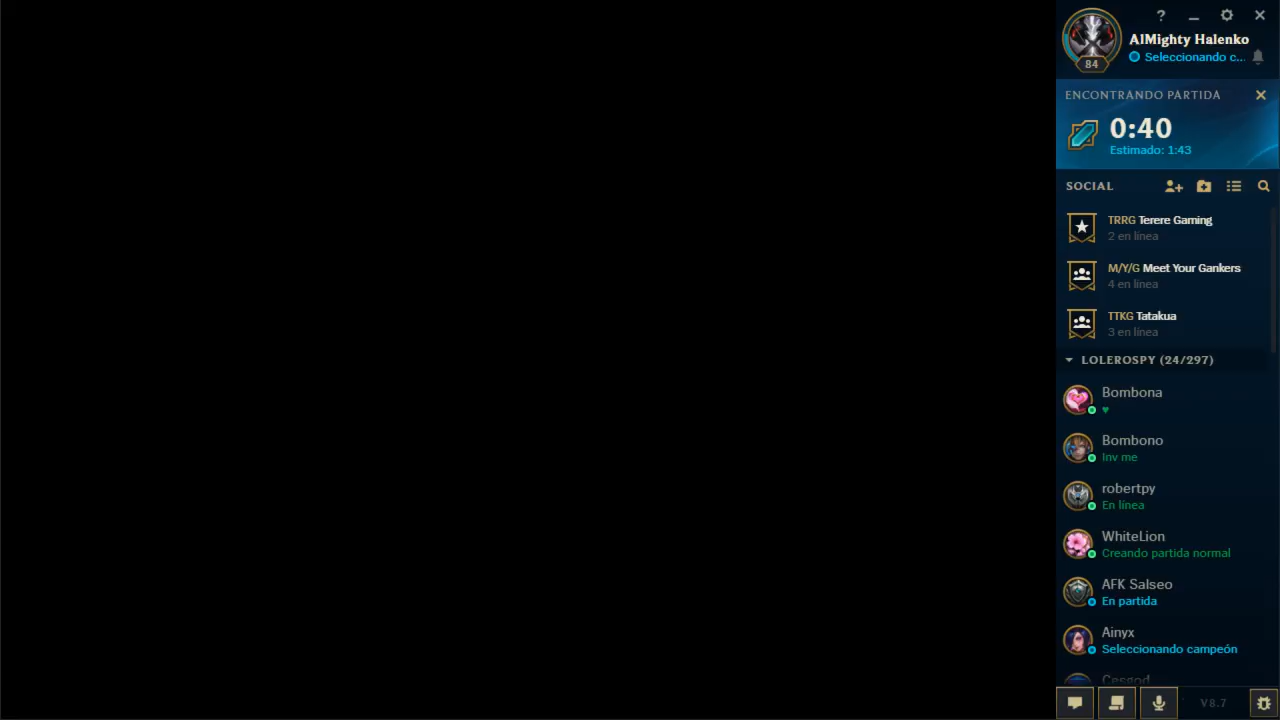 ?
AlMighty Halenko
84
Seleccionando c...
ENCONTRANDO PARTIDA
0:40
Estimado: 1:43
SOCIAL
TRRG Terere Gaming
2 en línea
M/Y/G Meet Your Gankers
4 en línea
TTKG Tatakua
3 en línea
LOLEROSPY (24/297)
Bombona
♥
Bombono
Inv me
robertpy
En línea
WhiteLion
Creando partida normal
AFK Salseo
En partida
Ainyx
Seleccionando campeón
Cesgod
V8.7